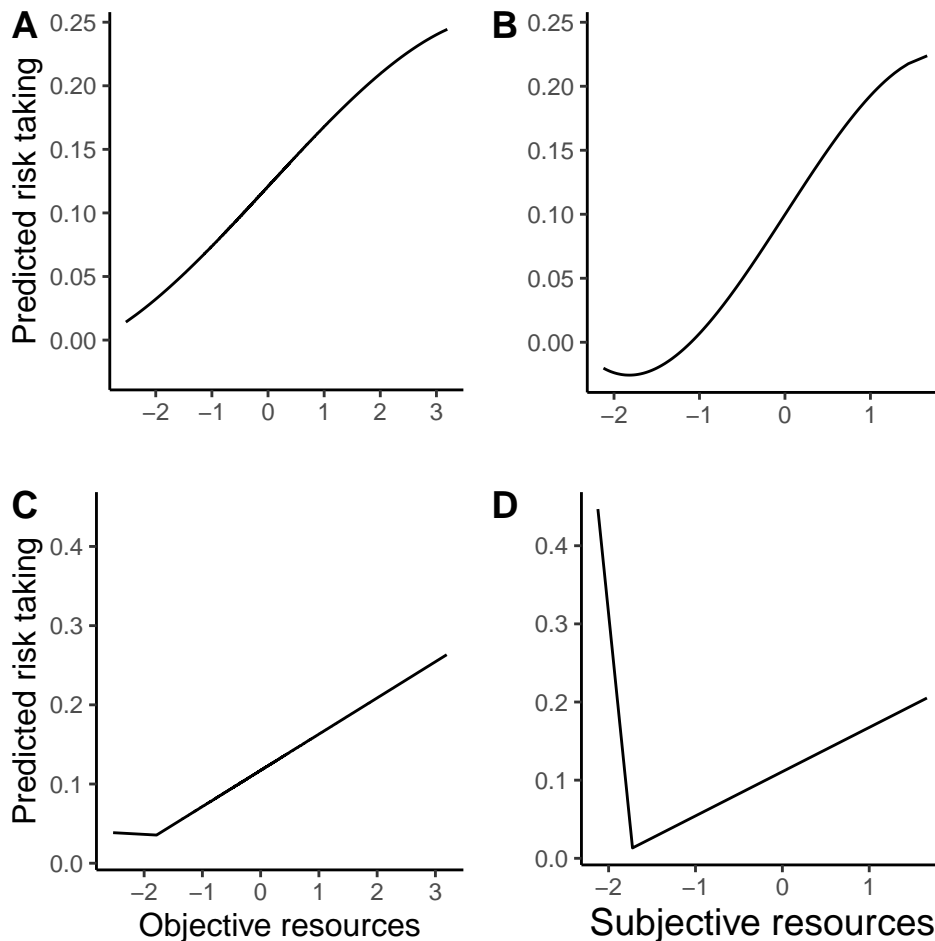 A
B
Predicted risk taking
0.25
0.20
0.15
0.10
0.05
0.00
−2 −1 0 1 2 3
0.25
0.20
0.15
0.10
0.05
0.00
−2 −1 0 1
C
D
Predicted risk taking
0.4
0.3
0.2
0.1
0.0
−2 −1 0 1 2 3
Objective resources
0.4
0.3
0.2
0.1
0.0
−2 −1 0 1
Subjective resources